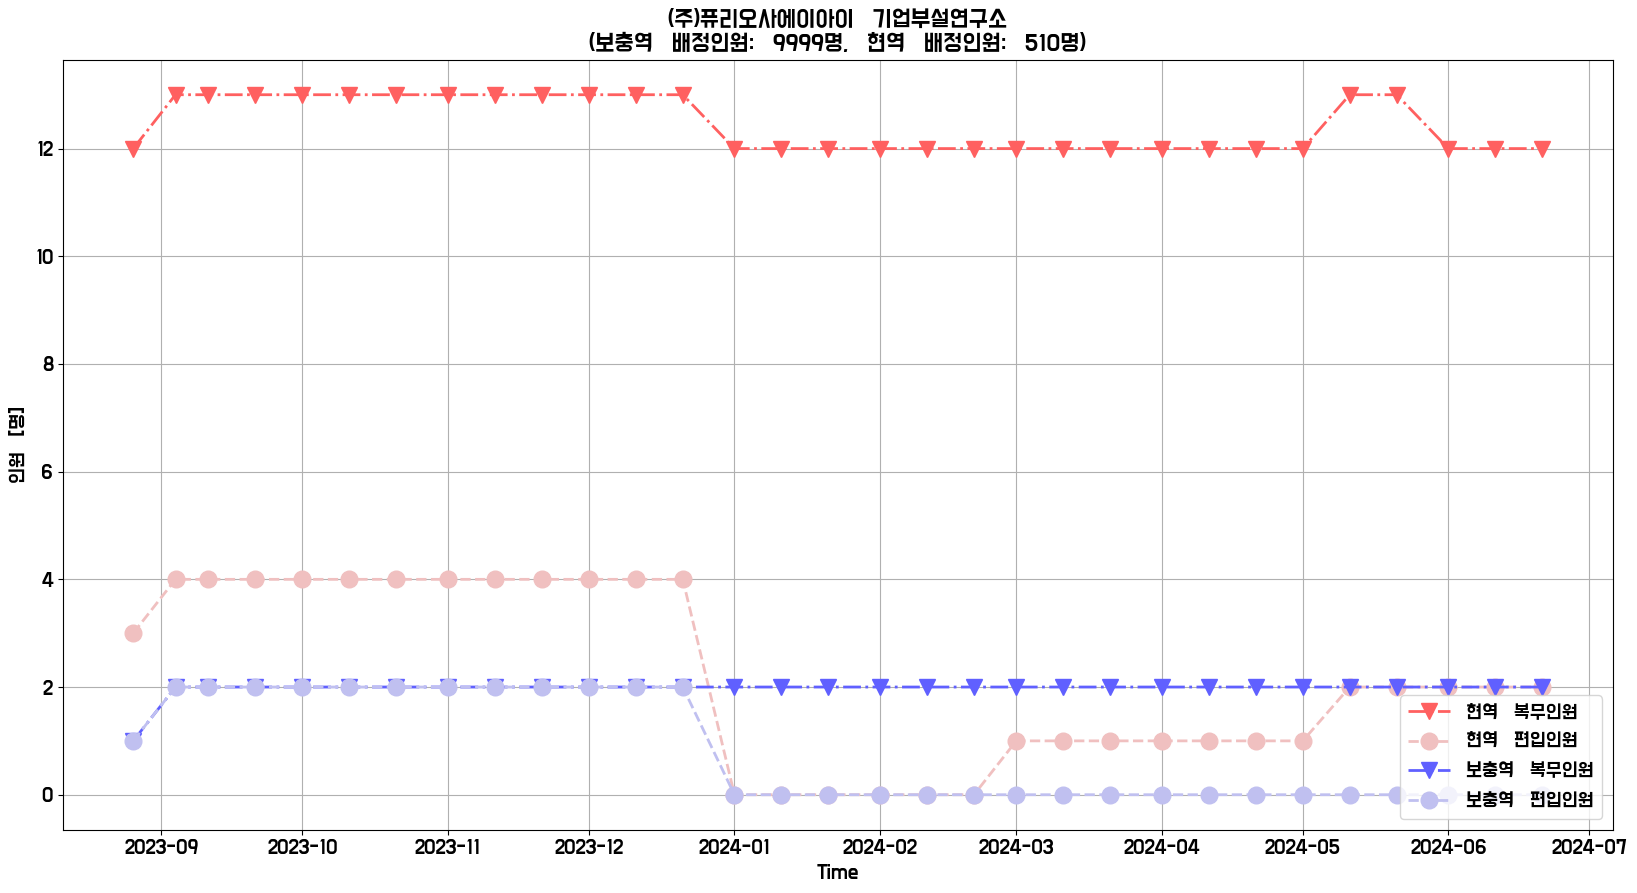 (주)퓨리오사에이아이 기업부설연구소
(보충역 배정인원: 9999명, 현역 배정인원: 510명)
인원 [명]
12
10
8
6
4
2
0
현역 복무인원
현역 편입인원
보충역 복무인원
보충역 편입인원
2023-09 2023-10 2023-11 2023-12 2024-01 2024-02 2024-03 2024-04 2024-05 2024-06 2024-07
Time